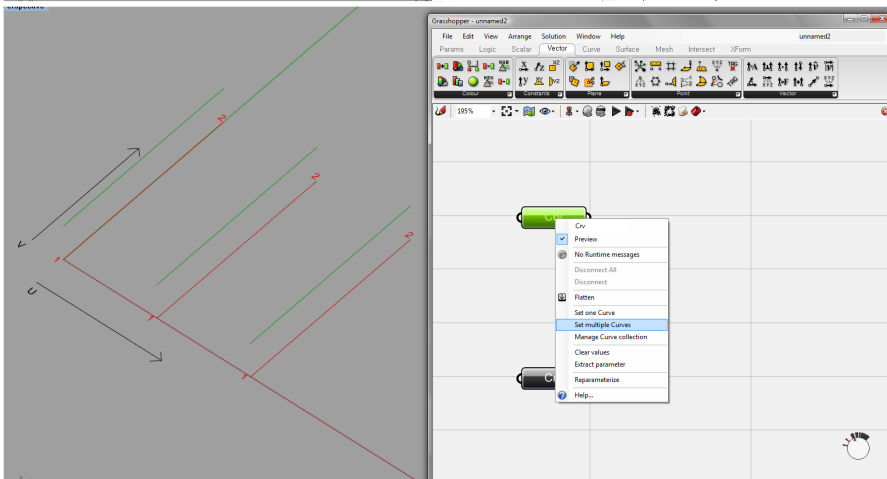 erspective
Grasshopper - unnamed2
File Edit View Arrange Solution Window Help unnamed2
Params Logic Scalar Vector Curve Surface Mesh Intersect XForm
Colour Constants Plane Point Vector
195%
2
2
2
V
1
U
1
1
Crv
Crv
Preview
No Runtime messages
Disconnect All
Disconnect
Flatten
Set one Curve
Set multiple Curves
Manage Curve collection
Clear values
Extract parameter
Reparameterize
Help...